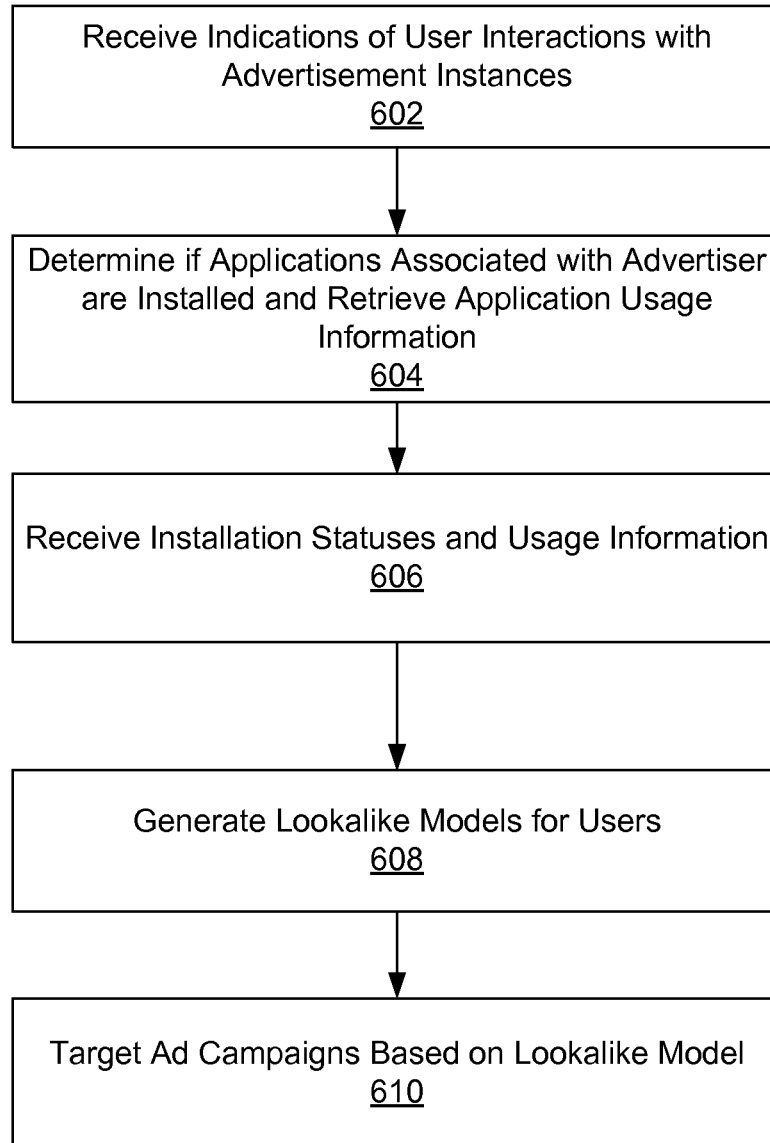 Receive Indications of User Interactions with
Advertisement Instances
602
Determine if Applications Associated with Advertiser
are Installed and Retrieve Application Usage
Information
604
Receive Installation Statuses and Usage Information
606
Generate Lookalike Models for Users
608
Target Ad Campaigns Based on Lookalike Model
610